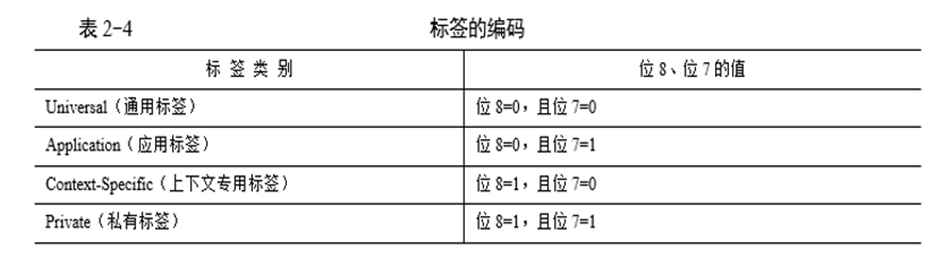 表 2-4 标签的编码
标 签 类 别 位 8、位 7 的值
Universal（通用标签） 位 8=0，且位 7=0
Application（应用标签） 位 8=0，且位 7=1
Context-Specific（上下文专用标签） 位 8=1，且位 7=0
Private（私有标签） 位 8=1，且位 7=1